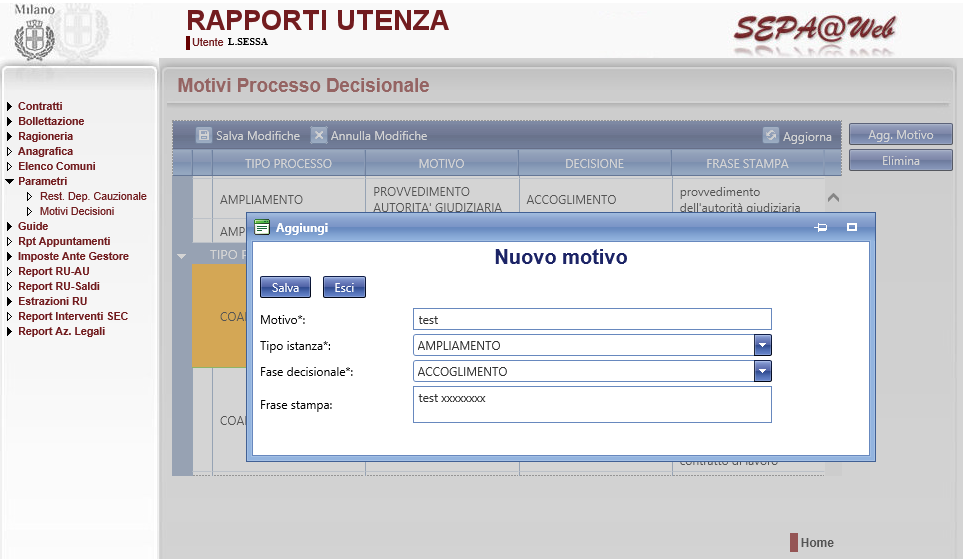 Milano
RAPPORTI UTENZA
Utente L.SESSA
SEPA@Web
Contratti
Bollettazione
Ragioneria
Anagrafica
Elenco Comuni
Parametri
Rest. Dep. Cauzionale
Motivi Decisioni
Guide
Rpt Appuntamenti
Imposte Ante Gestore
Report RU-AU
Report RU-Saldi
Estrazioni RU
Report Interventi SEC
Report Az. Legali
Motivi Processo Decisionale
Salva Modifiche Annulla Modifiche Aggiorna
Agg. Motivo
Elimina
TIPO PROCESSO MOTIVO DECISIONE FRASE STAMPA
AMPLIAMENTO PROVVEDIMENTO AUTORITA' GIUDIZIARIA ACCOGLIMENTO provvedimento dell'autorità giudiziaria
AMP
TIPO P
COA
COA
contratto di lavoro
Aggiungi
Nuovo motivo
Salva Esci
Motivo*: test
Tipo istanza*: AMPLIAMENTO
Fase decisionale*: ACCOGLIMENTO
Frase stampa: test xxxxxxxx
Home